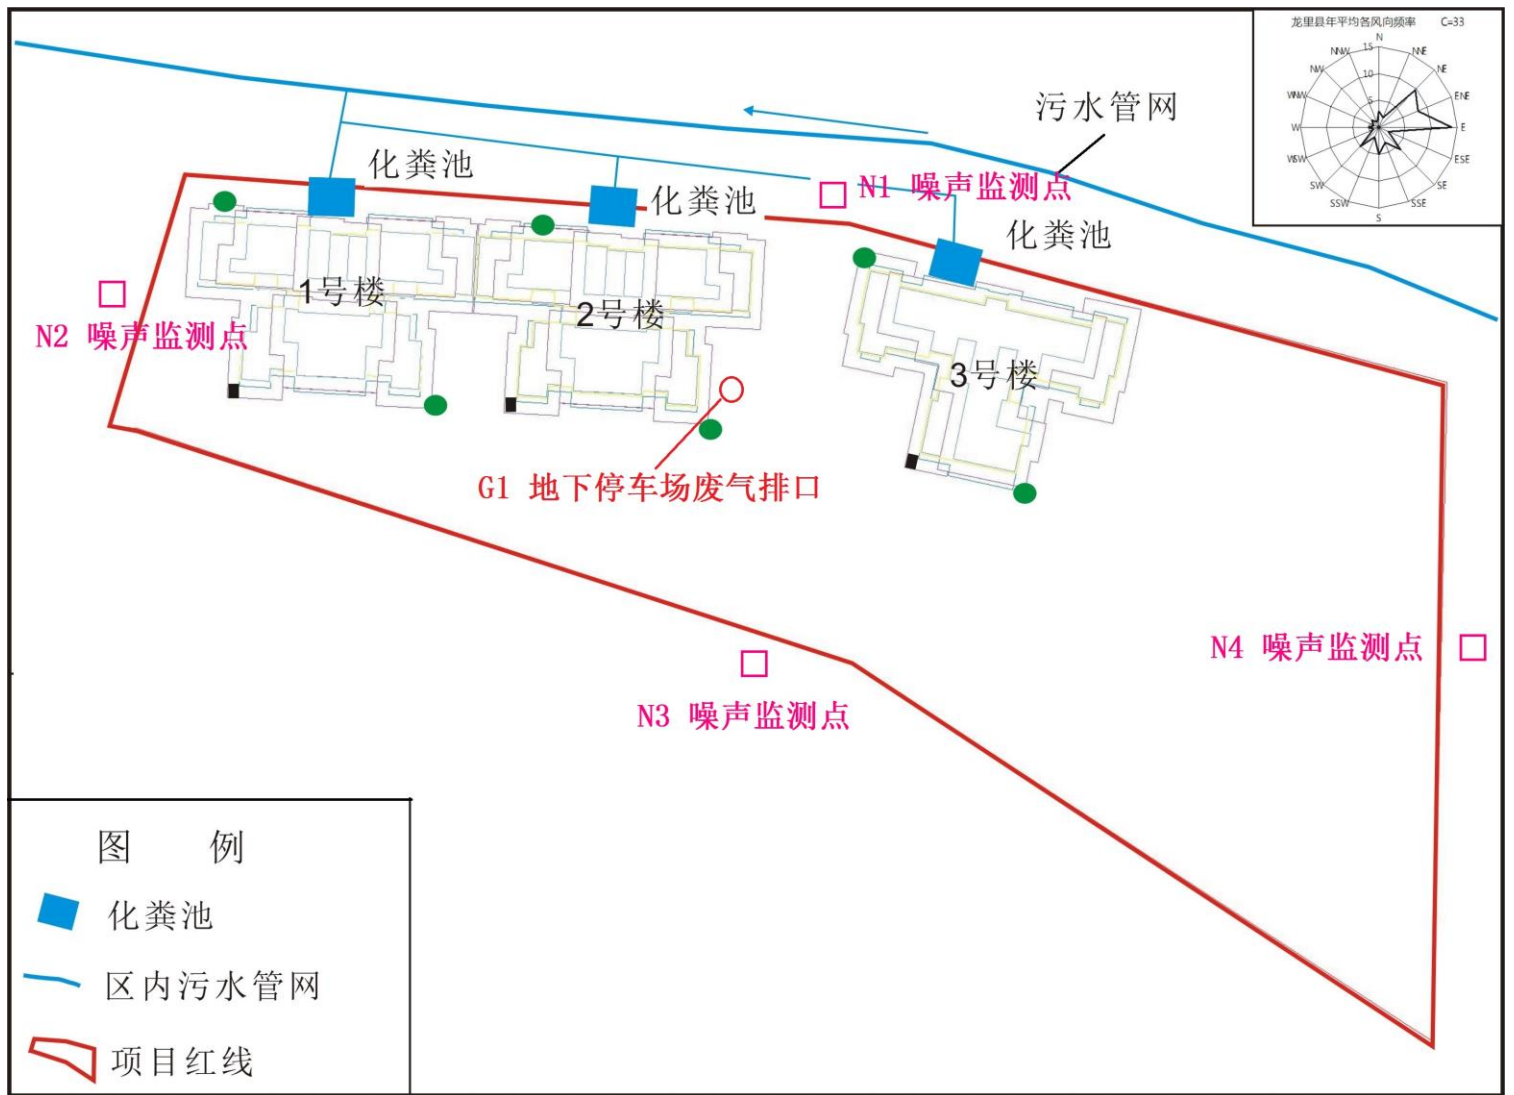 龙里县年平均各风向频率 C=33
N
NNW
15
NNE
NW
10
NE
WNW
5
ENE
W
E
WSW
ESE
SW
SE
SSW
SSE
S
污水管网
化粪池
化粪池
N1 噪声监测点
化粪池
1号楼
2号楼
N2 噪声监测点
3号楼
G1 地下停车场废气排口
N4 噪声监测点
N3 噪声监测点
图 例
化粪池
区内污水管网
项目红线